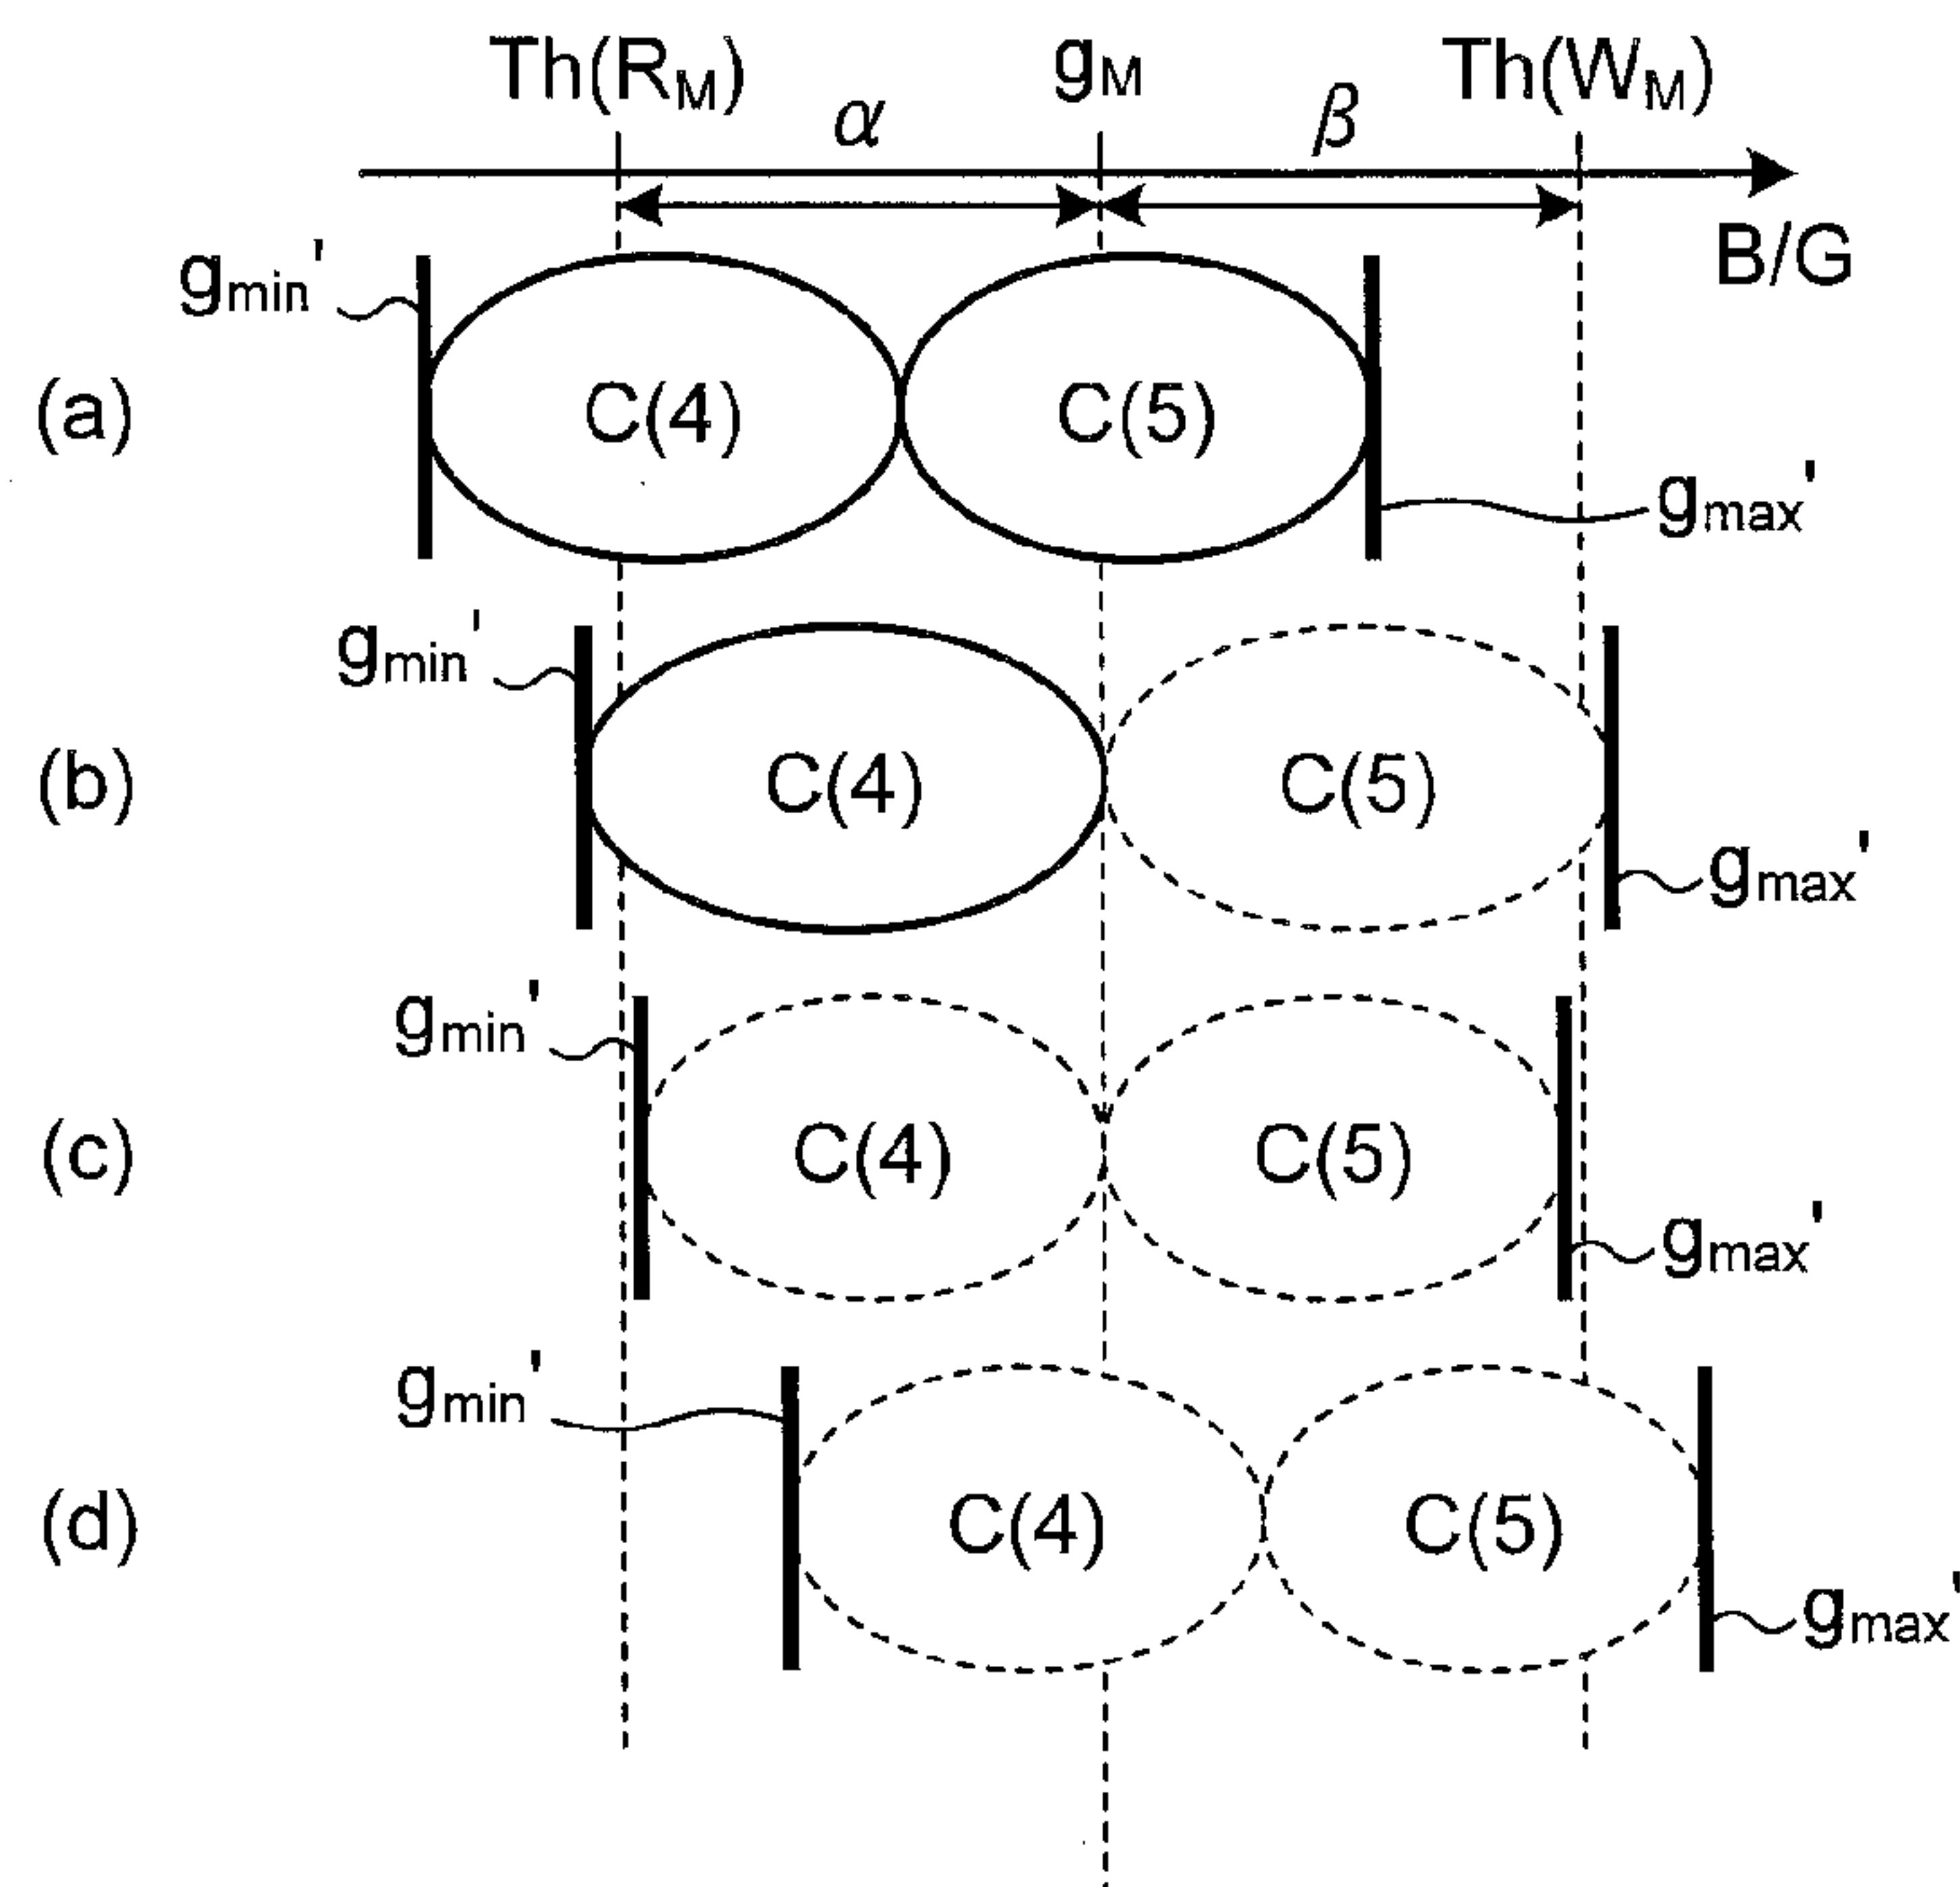 Th(R_M) g_M Th(W_M)
α β
B/G
g_min'
(a) C(4) C(5)
g_max'
g_min'
(b) C(4) C(5)
g_max'
g_min'
(c) C(4) C(5)
g_max'
g_min'
(d) C(4) C(5)
g_max'